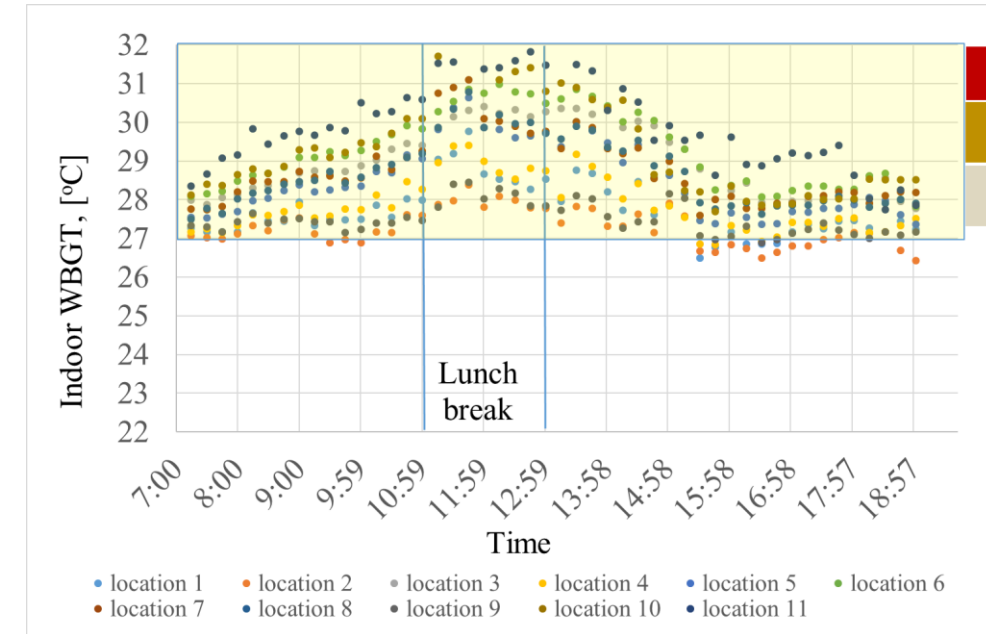 32
31
30
29
28
27
26
25
24
23
22
Indoor WBGT, [°C]
Lunch
break
7:00
8:00
9:00
9:59
10:59
11:59
12:59
13:58
14:58
15:58
16:58
17:57
18:57
Time
location 1
location 2
location 3
location 4
location 5
location 6
location 7
location 8
location 9
location 10
location 11